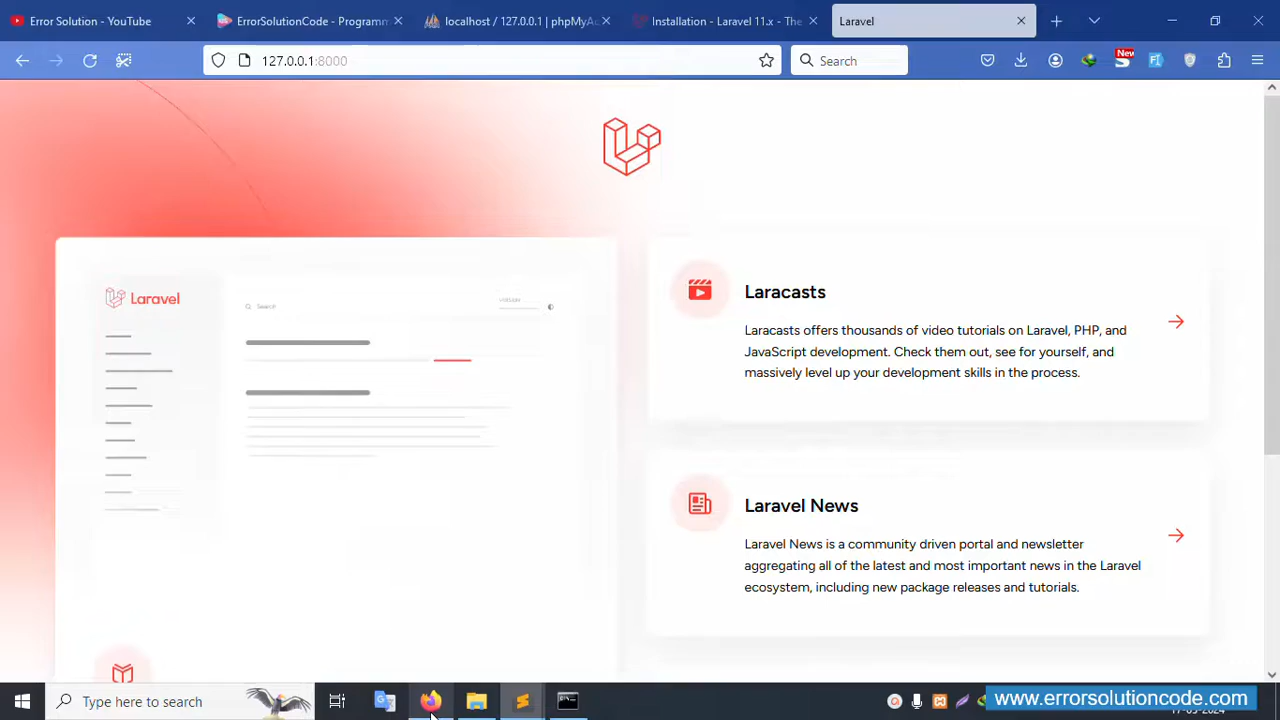 Error Solution - YouTube
ErrorSolutionCode - Programm
localhost / 127.0.0.1 | phpMyAc
Installation - Laravel 11.x - The
Laravel
127.0.0.1:8000
Search
New
Laravel
Search
Laracasts
Laracasts offers thousands of video tutorials on Laravel, PHP, and
JavaScript development. Check them out, see for yourself, and
massively level up your development skills in the process.
Laravel News
Laravel News is a community driven portal and newsletter
aggregating all of the latest and most important news in the Laravel
ecosystem, including new package releases and tutorials.
Type here to search
www.errorsolutioncode.com